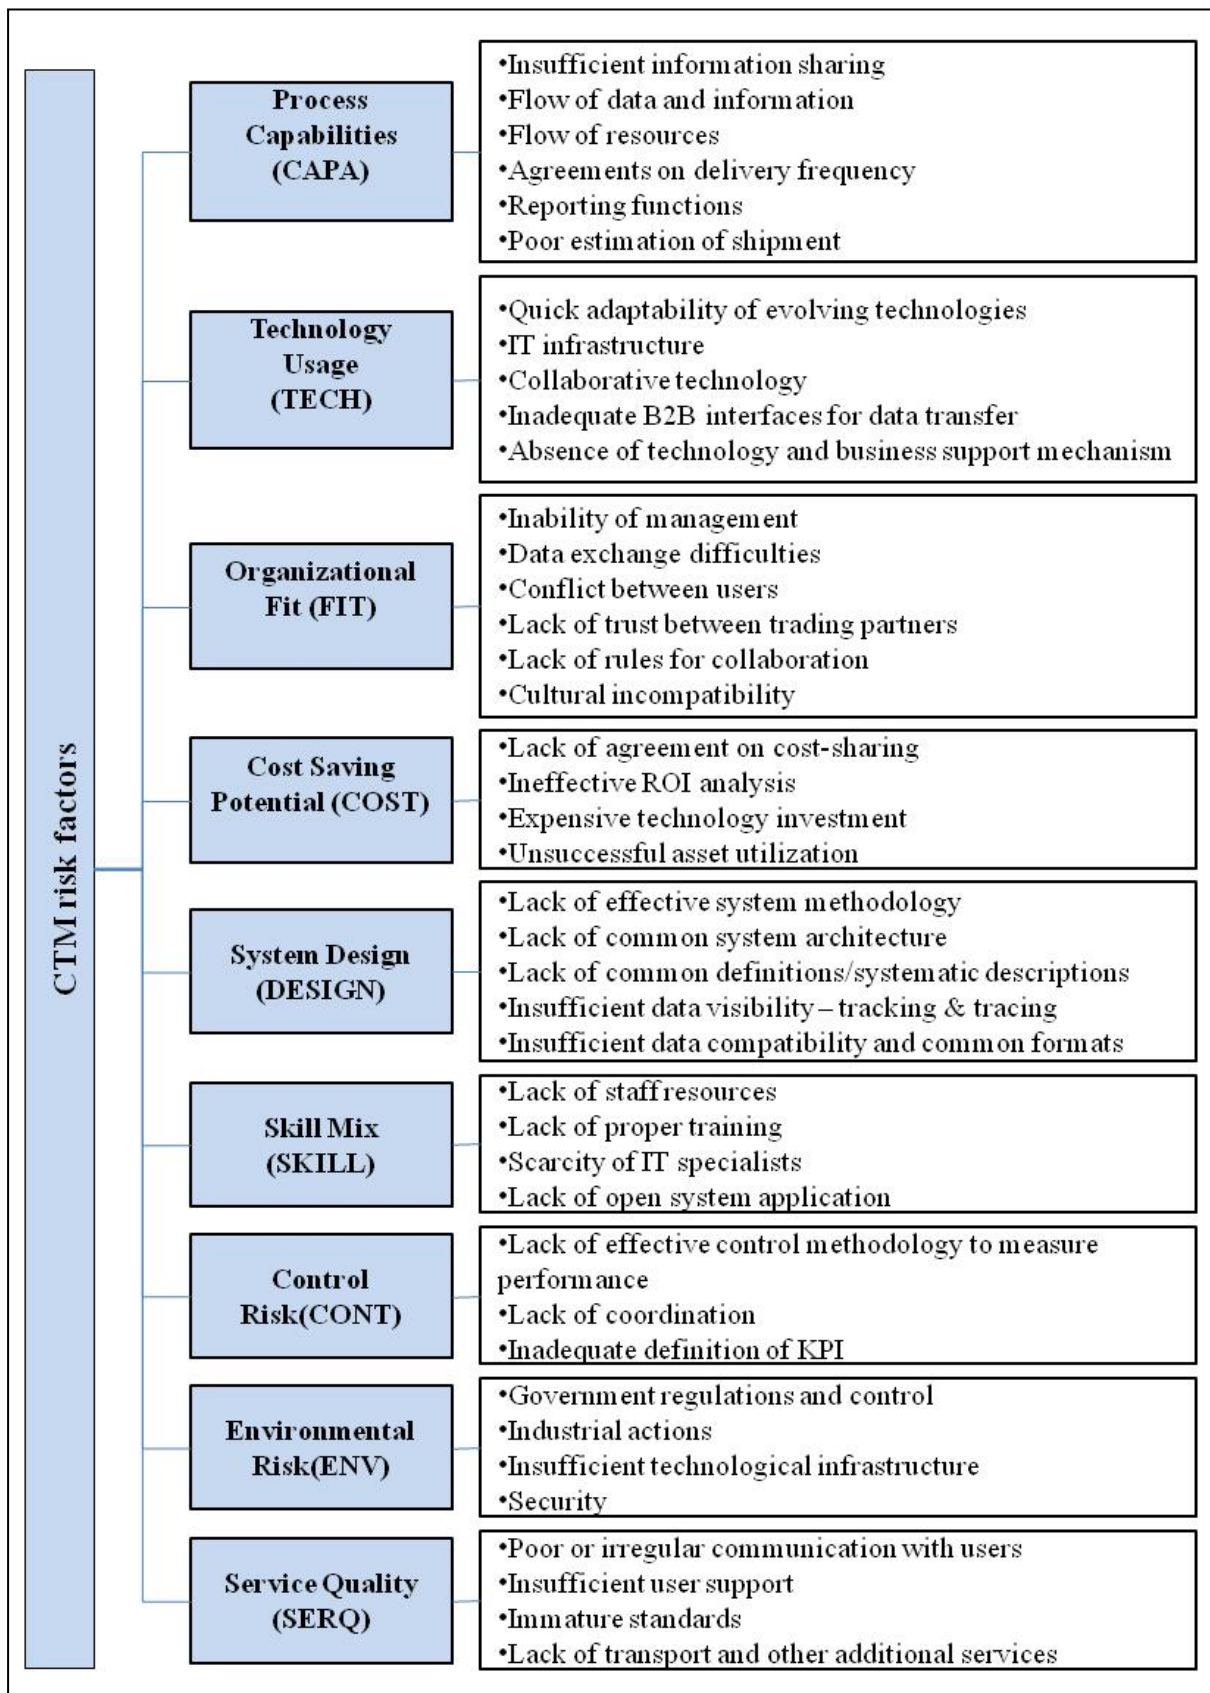 CTM risk factors
Process
Capabilities
(CAPA)
•Insufficient information sharing
•Flow of data and information
•Flow of resources
•Agreements on delivery frequency
•Reporting functions
•Poor estimation of shipment
Technology
Usage
(TECH)
•Quick adaptability of evolving technologies
•IT infrastructure
•Collaborative technology
•Inadequate B2B interfaces for data transfer
•Absence of technology and business support mechanism
Organizational
Fit (FIT)
•Inability of management
•Data exchange difficulties
•Conflict between users
•Lack of trust between trading partners
•Lack of rules for collaboration
•Cultural incompatibility
Cost Saving
Potential (COST)
•Lack of agreement on cost-sharing
•Ineffective ROI analysis
•Expensive technology investment
•Unsuccessful asset utilization
System Design
(DESIGN)
•Lack of effective system methodology
•Lack of common system architecture
•Lack of common definitions/systematic descriptions
•Insufficient data visibility – tracking & tracing
•Insufficient data compatibility and common formats
Skill Mix
(SKILL)
•Lack of staff resources
•Lack of proper training
•Scarcity of IT specialists
•Lack of open system application
Control
Risk(CONT)
•Lack of effective control methodology to measure
performance
•Lack of coordination
•Inadequate definition of KPI
Environmental
Risk(ENV)
•Government regulations and control
•Industrial actions
•Insufficient technological infrastructure
•Security
Service Quality
(SERQ)
•Poor or irregular communication with users
•Insufficient user support
•Immature standards
•Lack of transport and other additional services